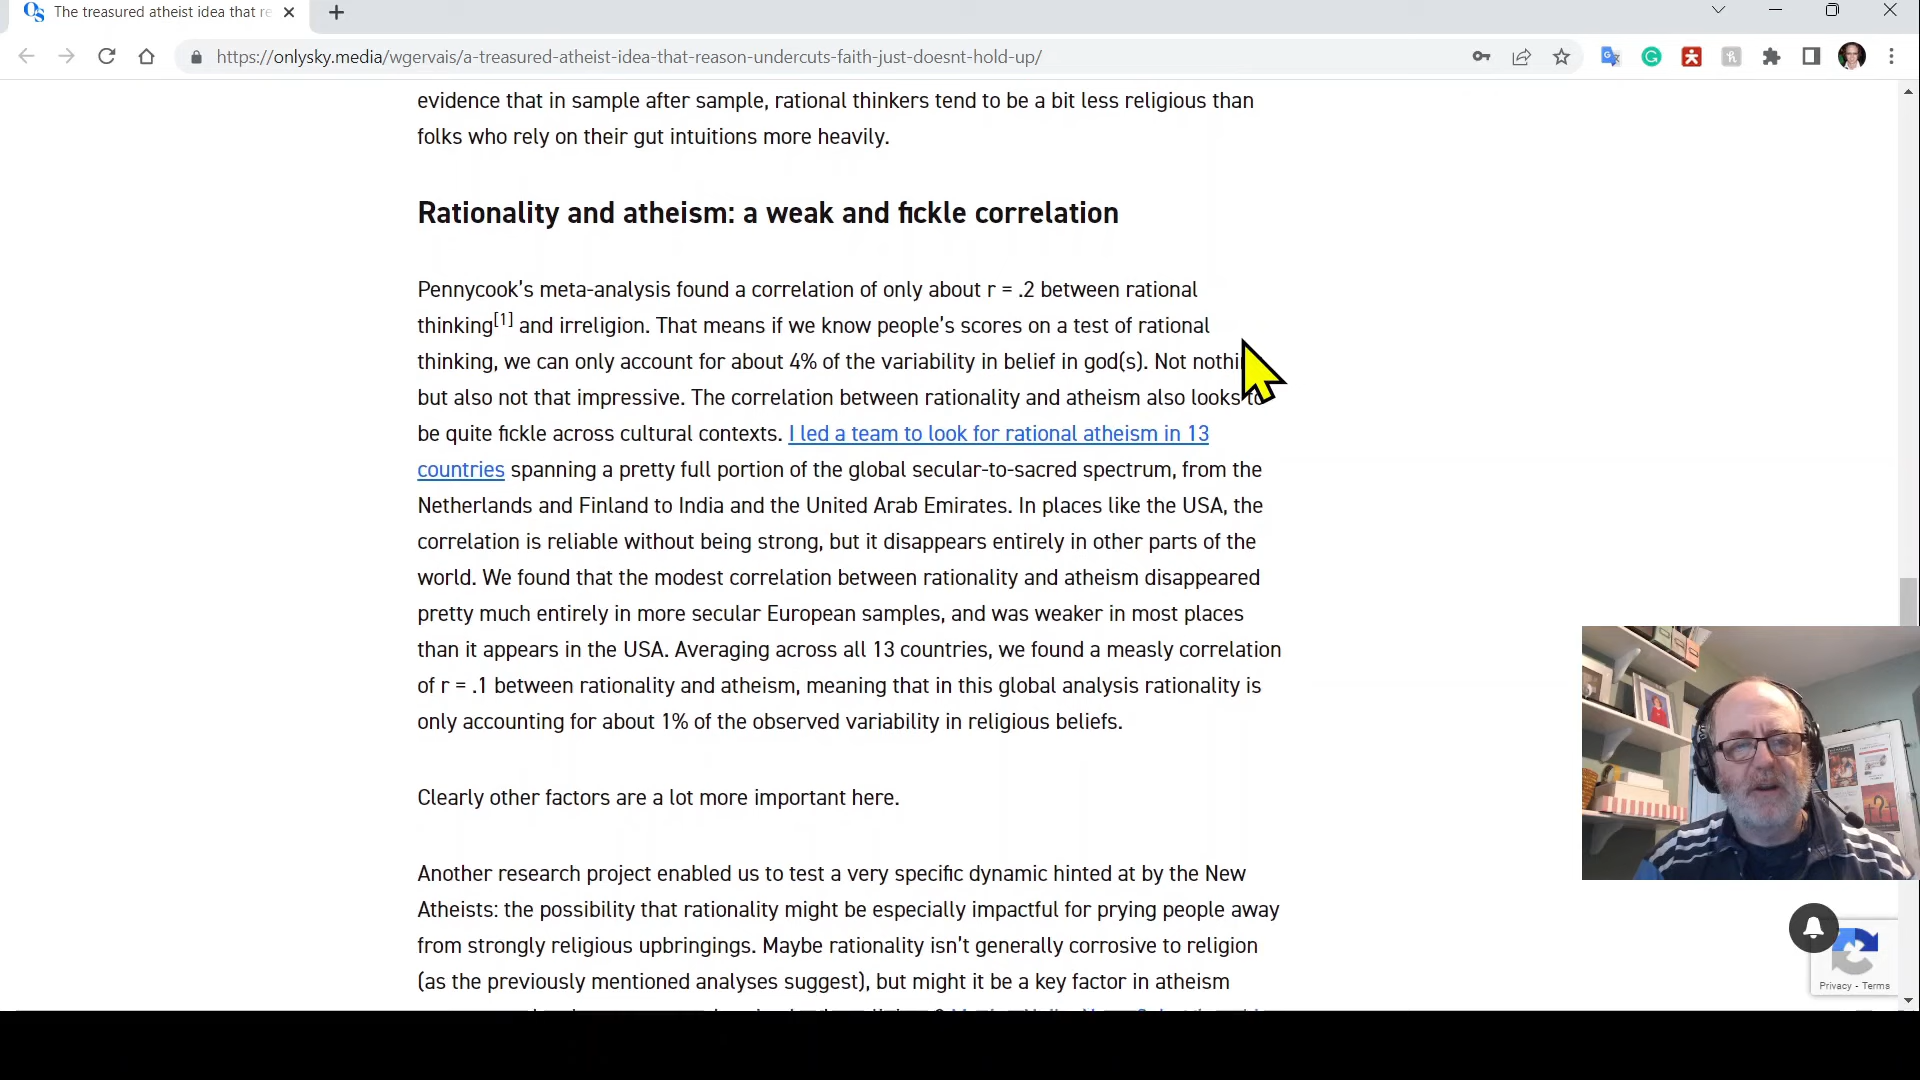 The treasured atheist idea that re
https://onlysky.media/wgervais/a-treasured-atheist-idea-that-reason-undercuts-faith-just-doesnt-hold-up/
evidence that in sample after sample, rational thinkers tend to be a bit less religious than
folks who rely on their gut intuitions more heavily.
Rationality and atheism: a weak and fickle correlation
Pennycook’s meta-analysis found a correlation of only about r = .2 between rational
thinking[1] and irreligion. That means if we know people’s scores on a test of rational
thinking, we can only account for about 4% of the variability in belief in god(s). Not nothi
but also not that impressive. The correlation between rationality and atheism also looks to
be quite fickle across cultural contexts. I led a team to look for rational atheism in 13
countries spanning a pretty full portion of the global secular-to-sacred spectrum, from the
Netherlands and Finland to India and the United Arab Emirates. In places like the USA, the
correlation is reliable without being strong, but it disappears entirely in other parts of the
world. We found that the modest correlation between rationality and atheism disappeared
pretty much entirely in more secular European samples, and was weaker in most places
than it appears in the USA. Averaging across all 13 countries, we found a measly correlation
of r = .1 between rationality and atheism, meaning that in this global analysis rationality is
only accounting for about 1% of the observed variability in religious beliefs.
Clearly other factors are a lot more important here.
Another research project enabled us to test a very specific dynamic hinted at by the New
Atheists: the possibility that rationality might be especially impactful for prying people away
from strongly religious upbringings. Maybe rationality isn’t generally corrosive to religion
(as the previously mentioned analyses suggest), but might it be a key factor in atheism
Privacy - Terms